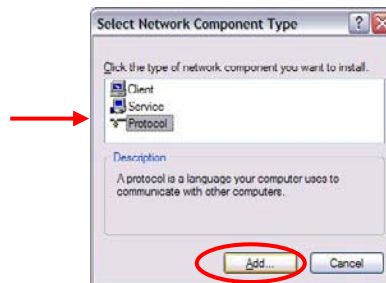 Select Network Component Type
Click the type of network component you want to install.
Client
Service
Protocol
Description
A protocol is a language your computer uses to
communicate with other computers.
Add...
Cancel